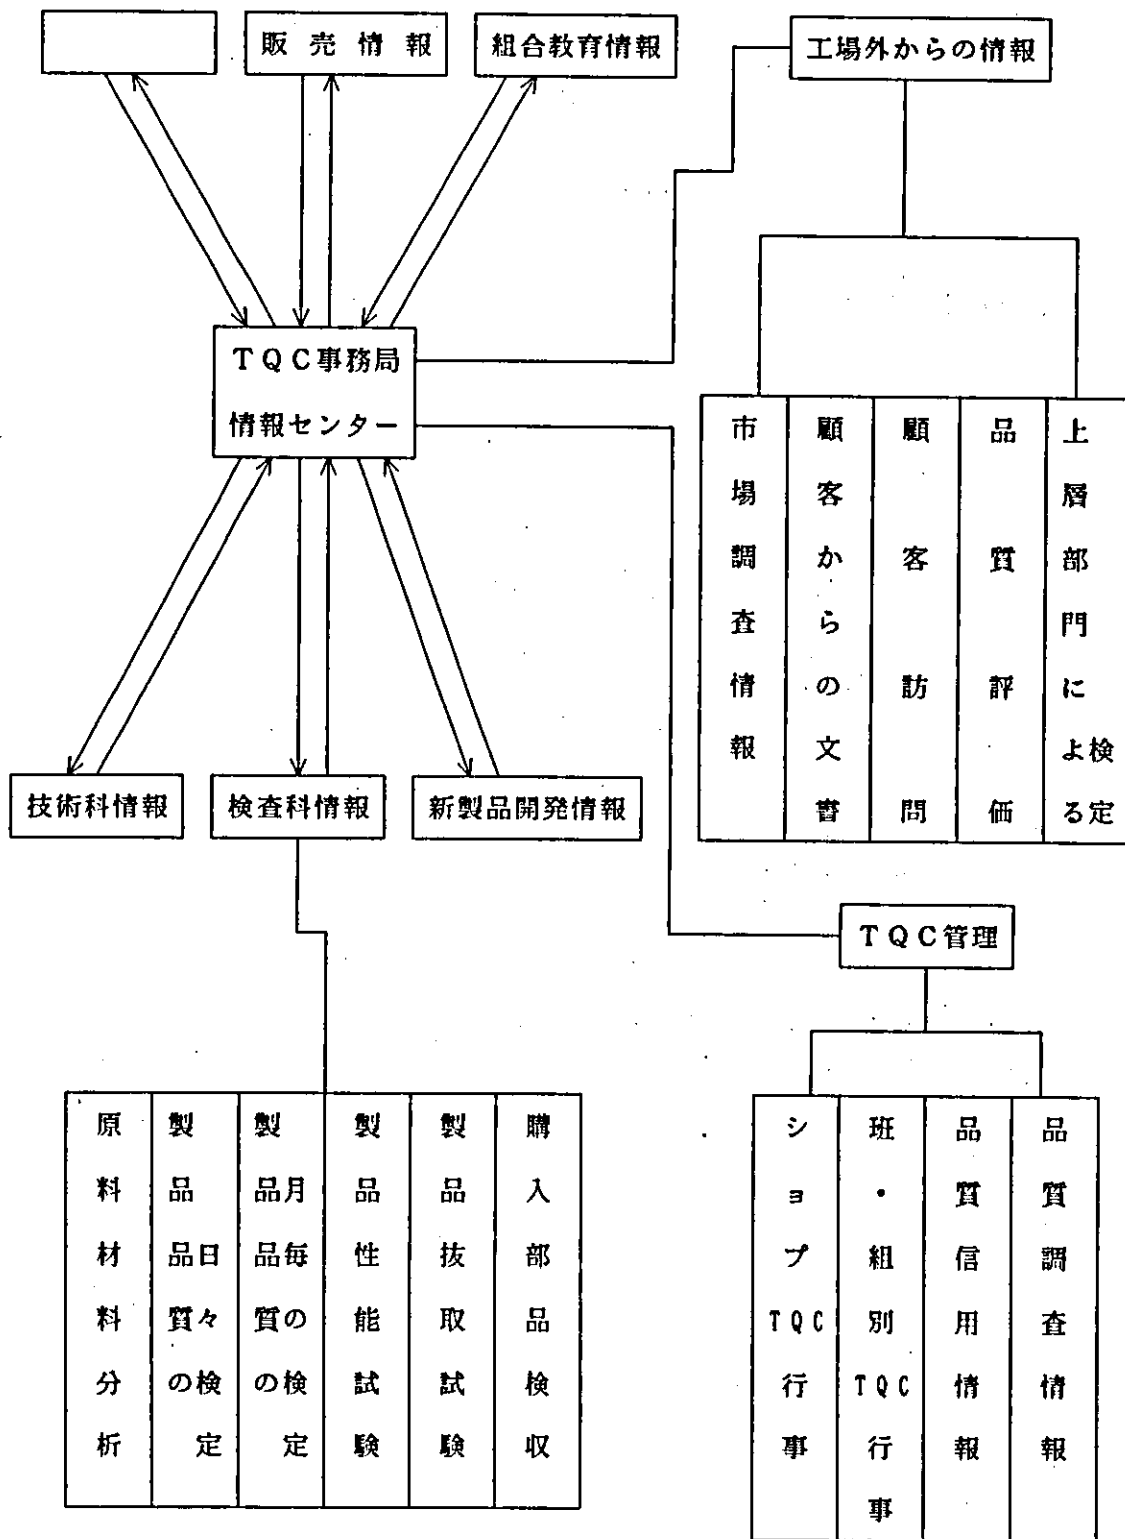 販売情報
組合教育情報
工場外からの情報
TQC事務局
情報センター
市場調査情報
顧客からの文書
顧客訪問
品質評価
上層部門による
検定
技術科情報
検査科情報
新製品開発情報
TQC管理
原料材料分析
製品品質の
日々検定
製品品質の
月毎の検定
製品性能試験
製品抜取試験
購入部品検収
ショプTQC行事
班・組別TQC行事
品質信用情報
品質調査情報